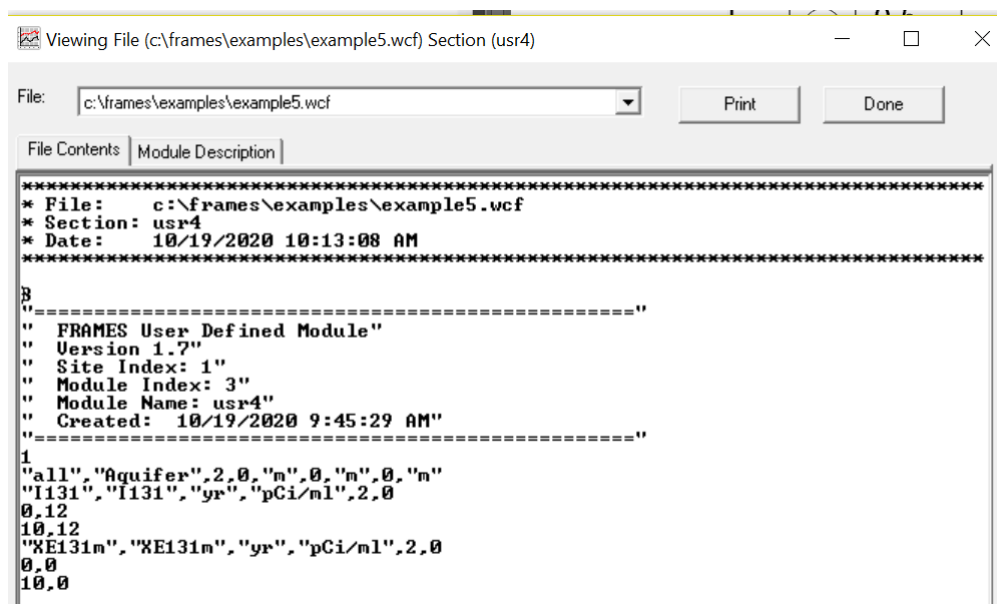 Viewing File (c:\frames\examples\example5.wcf) Section (usr4)
File: c:\frames\examples\example5.wcf Print Done
File Contents Module Description
********************************************************************************
* File:    c:\frames\examples\example5.wcf
* Section: usr4
* Date:    10/19/2020 10:13:08 AM
********************************************************************************
8
"=================================================="
"  FRAMES User Defined Module"
"  Version 1.7"
"  Site Index: 1"
"  Module Index: 3"
"  Module Name: usr4"
"  Created:  10/19/2020 9:45:29 AM"
"=================================================="
1
"all","Aquifer",2,0,"m",0,"m",0,"m"
"I131","I131","yr","pCi/ml",2,0
0,12
10,12
"XE131m","XE131m","yr","pCi/ml",2,0
0,0
10,0